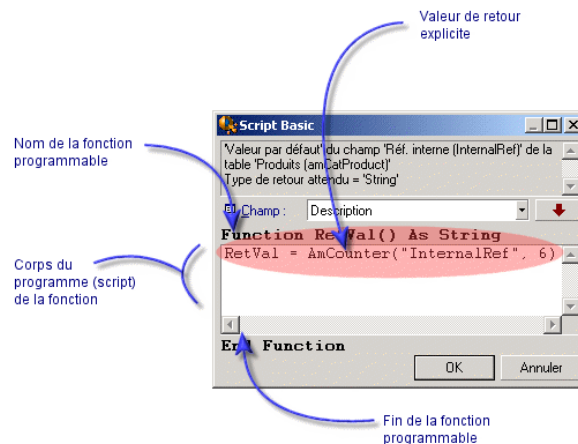 Valeur de retour
explicite
Script Basic
Nom de la fonction
programmable
'Valeur par défaut' du champ 'Réf. interne (InternalRef)' de la
table 'Produits (amCatProduct)'
Type de retour attendu = 'String'
Champ : Description
Function RetVal() As String
RetVal = AmCounter("InternalRef", 6)
Corps du
programme (script)
de la fonction
End Function
OK Annuler
Fin de la fonction
programmable